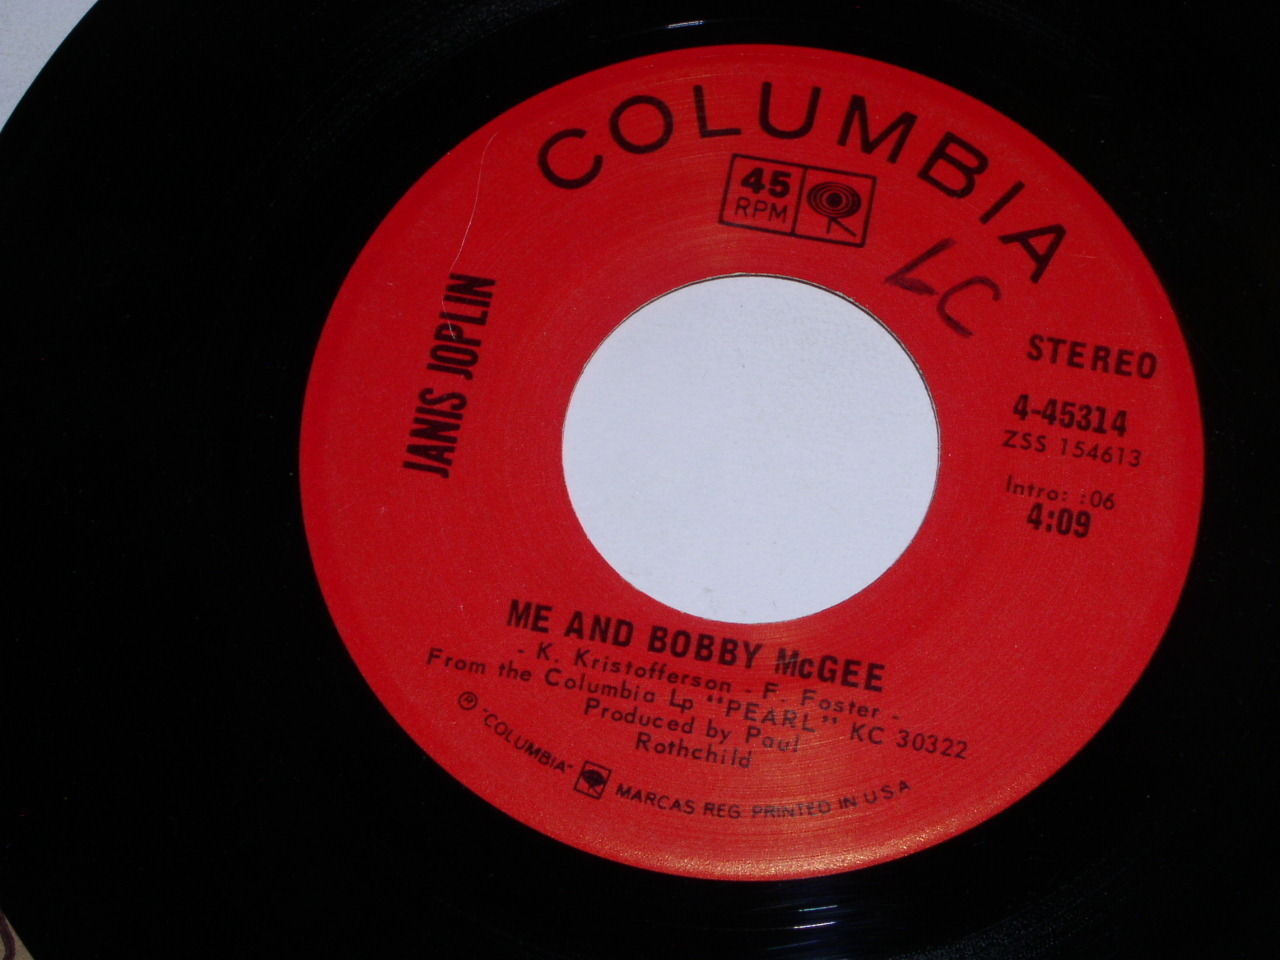 COLUMBIA
45
RPM
LC
JANIS JOPLIN
STEREO
4-45314
ZSS 154613
Intro: :06
4:09
ME AND BOBBY McGEE
- K. Kristofferson - F. Foster -
From the Columbia Lp "PEARL" KC 30322
Produced by Paul
Rothchild
® "COLUMBIA" MARCAS REG. PRINTED IN U S A